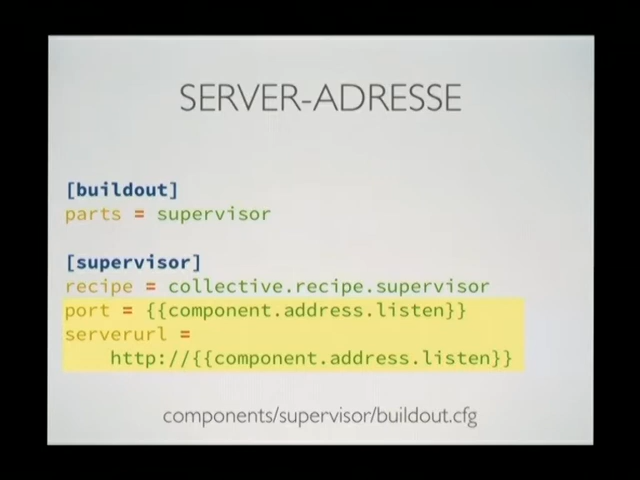 SERVER-ADRESSE
[buildout]
parts = supervisor
[supervisor]
recipe = collective.recipe.supervisor
port = {{component.address.listen}}
serverurl =
http://{{component.address.listen}}
components/supervisor/buildout.cfg